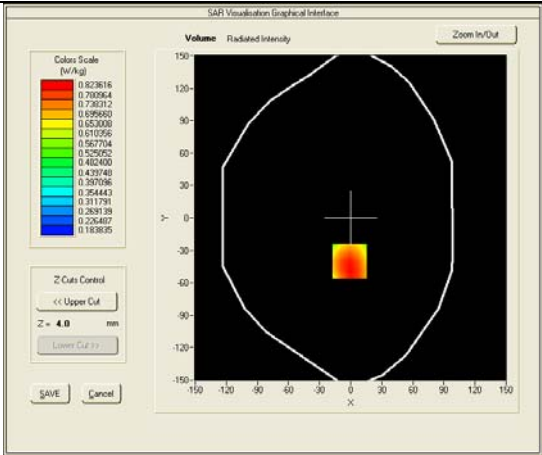 SAR Visualisation Graphical Interface
Volume Radiated Intensity
Zoom In/Out
Colors Scale
(W/kg)
0.823616
0.780964
0.738312
0.695660
0.653008
0.610356
0.567704
0.525052
0.482400
0.439748
0.397096
0.354443
0.311791
0.269139
0.226487
0.183835
Z Cuts Control
<< Upper Cut
Z = 4.0 mm
Lower Cut >>
SAVE Cancel
150
120
90
60
30
0
-30
-60
-90
-120
-150
Y
-150 -120 -90 -60 -30 0 30 60 90 120 150
X